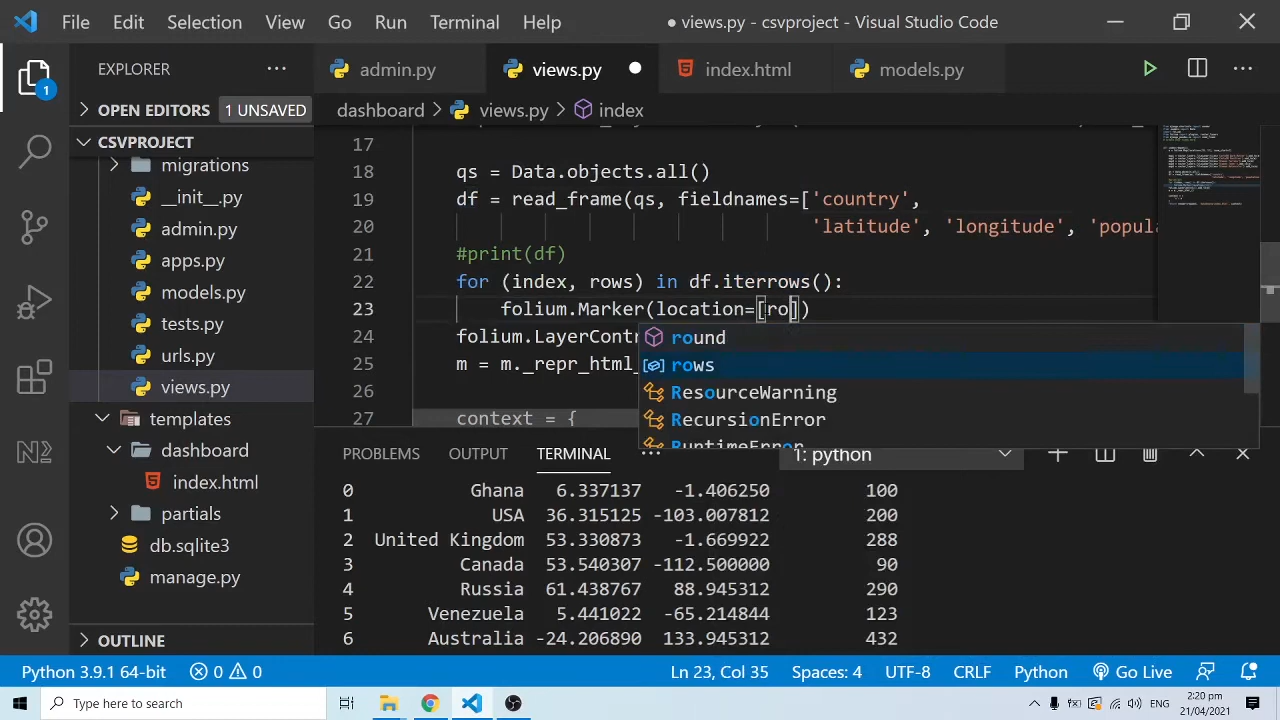 File Edit Selection View Go Run Terminal Help ● views.py - csvproject - Visual Studio Code
EXPLORER ··· admin.py views.py ● index.html models.py ···
1
OPEN EDITORS 1 UNSAVED
dashboard > views.py > index
CSVPROJECT
migrations
__init__.py
admin.py
apps.py
models.py
tests.py
urls.py
views.py
templates
dashboard
index.html
partials
db.sqlite3
manage.py
OUTLINE
17
18 qs = Data.objects.all()
19 df = read_frame(qs, fieldnames=['country',
20 'latitude', 'longitude', 'popula
21 #print(df)
22 for (index, rows) in df.iterrows():
23 folium.Marker(location=[ro])
24 folium.LayerContr
25 m = m._repr_html_
26
27 context = {
round
rows
ResourceWarning
RecursionError
RuntimeError
PROBLEMS OUTPUT TERMINAL ··· 1: python
0 Ghana 6.337137 -1.406250 100
1 USA 36.315125 -103.007812 200
2 United Kingdom 53.330873 -1.669922 288
3 Canada 53.540307 -112.500000 90
4 Russia 61.438767 88.945312 290
5 Venezuela 5.441022 -65.214844 123
6 Australia -24.206890 133.945312 432
Python 3.9.1 64-bit 0 0 Ln 23, Col 35 Spaces: 4 UTF-8 CRLF Python Go Live
Type here to search ENG 2:20 pm
21/04/2021